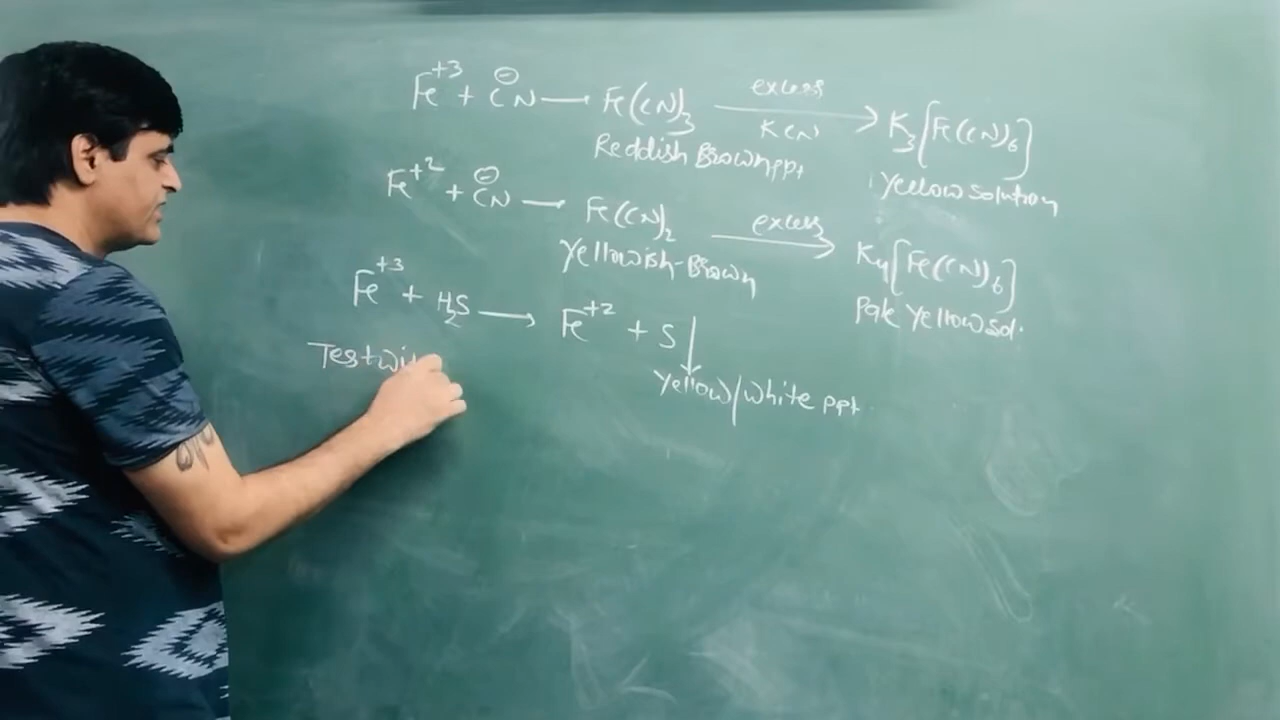 Fe+3 + CN⊖ → Fe(CN)3 excess KCN → K3[Fe(CN)6]
Reddish Brown ppt yellow solution
Fe+2 + CN⊖ → Fe(CN)2 excess → K4[Fe(CN)6]
Yellowish-Brown Pale yellow sol.
Fe+3 + H2S → Fe+2 + S↓
Yellow/white ppt
Test wi